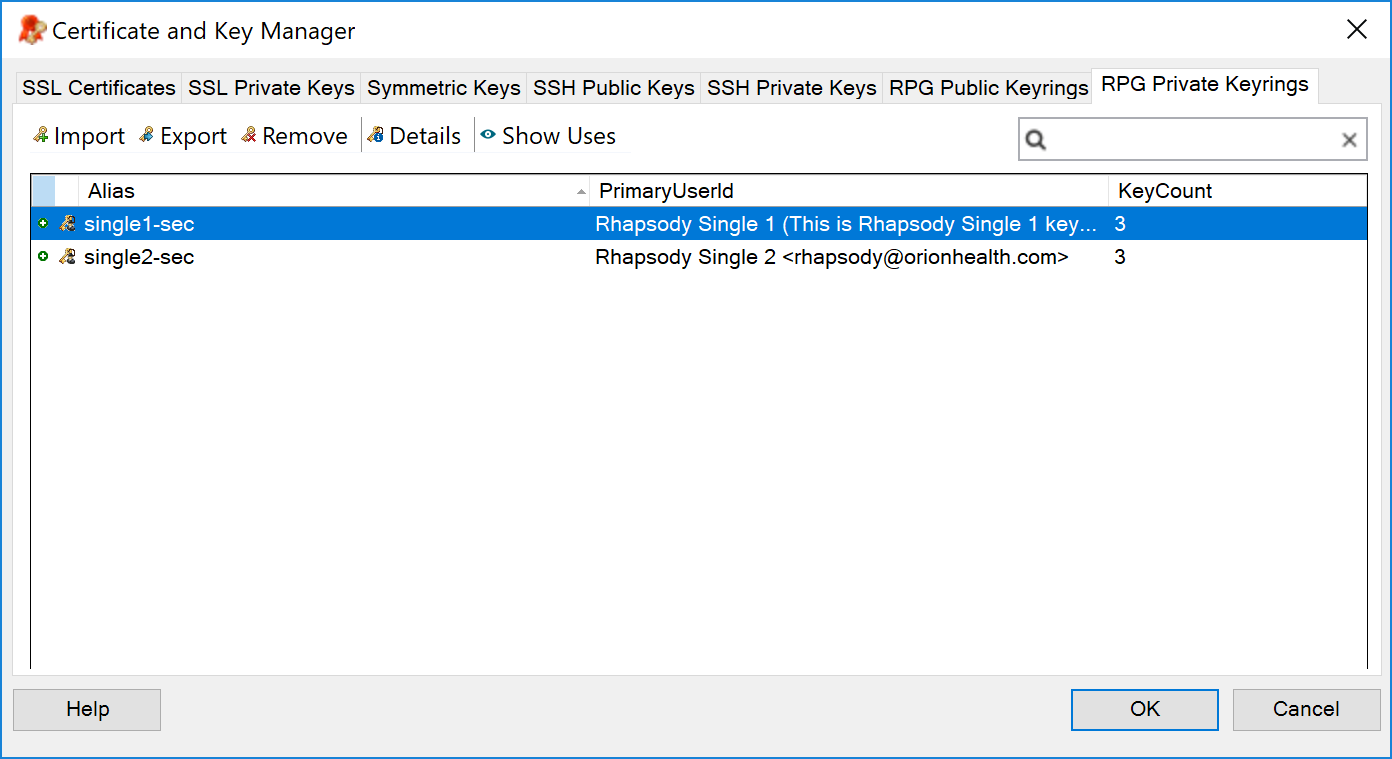 Certificate and Key Manager
SSL Certificates SSL Private Keys Symmetric Keys SSH Public Keys SSH Private Keys RPG Public Keyrings RPG Private Keyrings
Import Export Remove Details Show Uses
Alias PrimaryUserId KeyCount
single1-sec Rhapsody Single 1 (This is Rhapsody Single 1 key... 3
single2-sec Rhapsody Single 2 <rhapsody@orionhealth.com> 3
Help OK Cancel